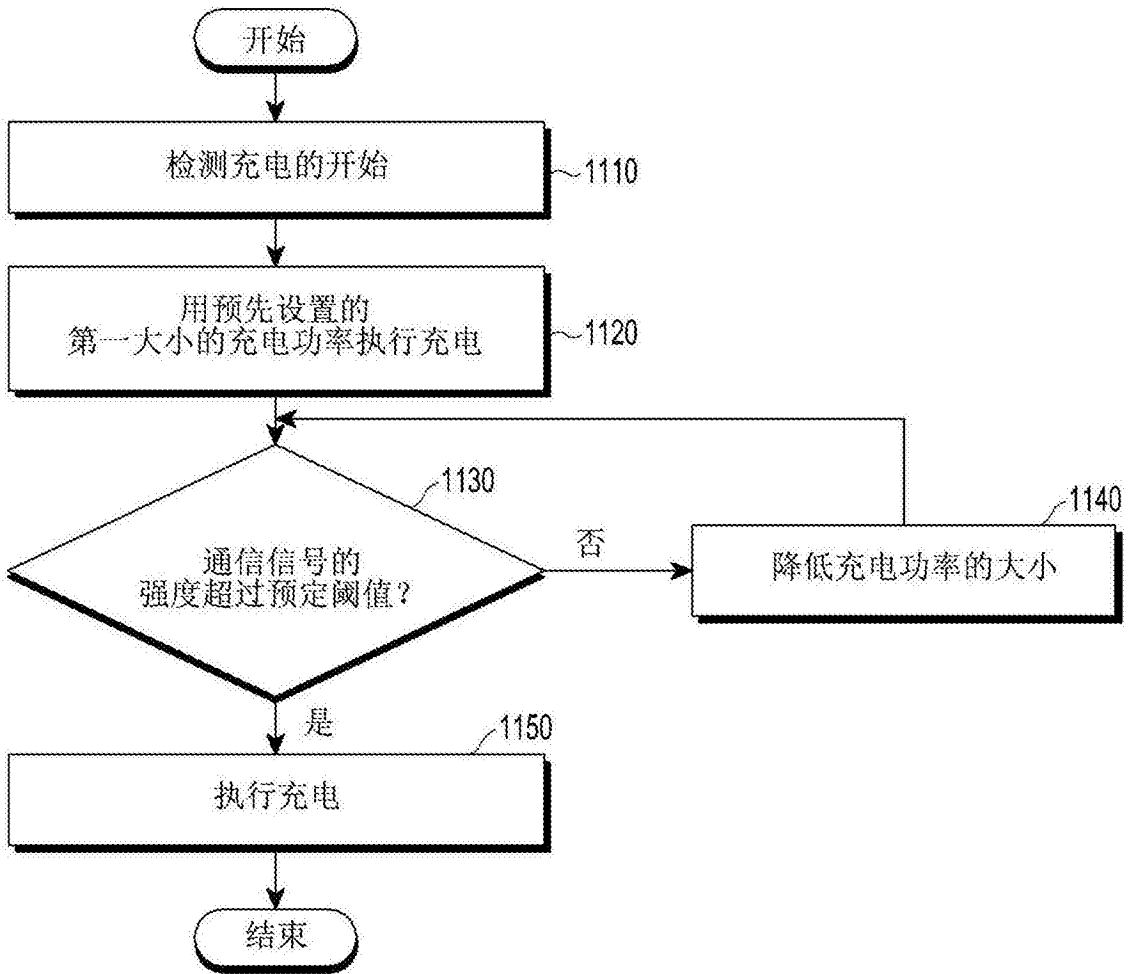 开始
检测充电的开始
1110
用预先设置的
第一大小的充电功率执行充电
1120
1130
通信信号的
强度超过预定阈值?
否
1140
降低充电功率的大小
是
1150
执行充电
结束